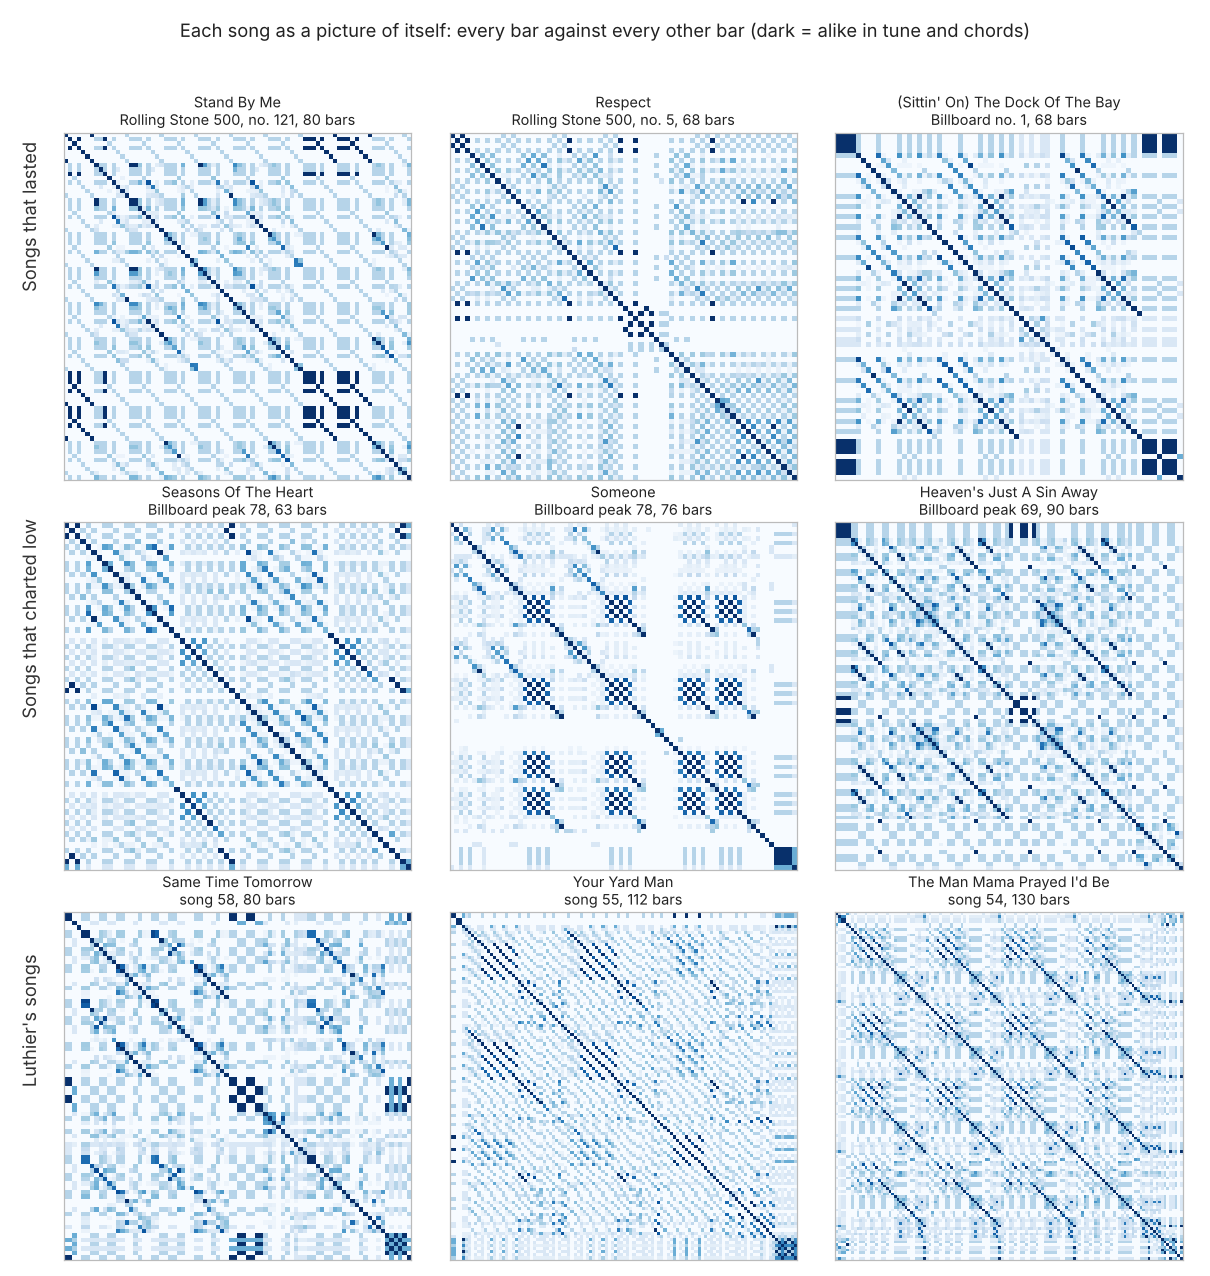 Each song as a picture of itself: every bar against every other bar (dark = alike in tune and chords)
Songs that lasted
Stand By Me
Rolling Stone 500, no. 121, 80 bars
Respect
Rolling Stone 500, no. 5, 68 bars
(Sittin' On) The Dock Of The Bay
Billboard no. 1, 68 bars
Songs that charted low
Seasons Of The Heart
Billboard peak 78, 63 bars
Someone
Billboard peak 78, 76 bars
Heaven's Just A Sin Away
Billboard peak 69, 90 bars
Luthier's songs
Same Time Tomorrow
song 58, 80 bars
Your Yard Man
song 55, 112 bars
The Man Mama Prayed I'd Be
song 54, 130 bars